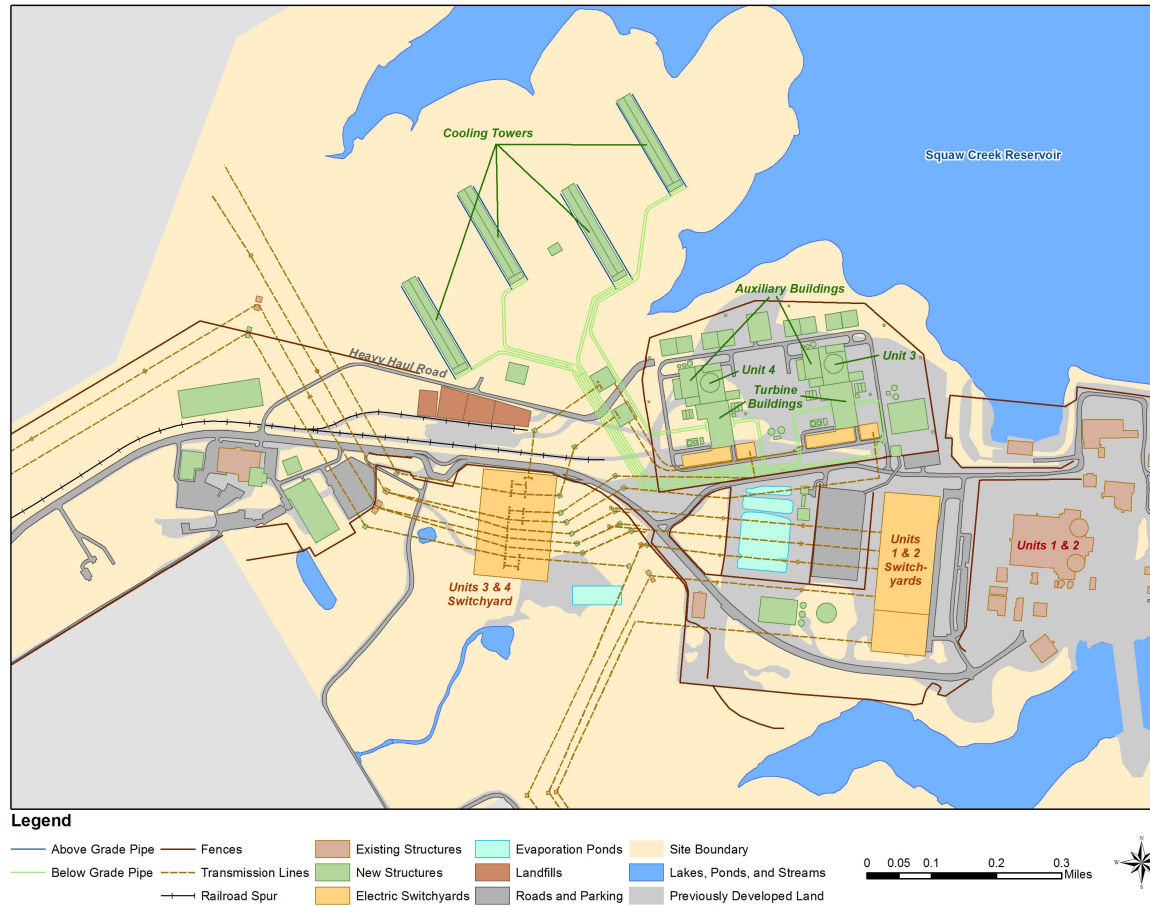 Cooling Towers
Squaw Creek Reservoir
Auxiliary Buildings
Heavy Haul Road
Unit 3
Unit 4
Turbine
Buildings
Units 3 & 4
Switchyard
Units
1 & 2
Switch-
yards
Units 1 & 2
Legend
Above Grade Pipe
Fences
Existing Structures
Evaporation Ponds
Site Boundary
Below Grade Pipe
Transmission Lines
New Structures
Landfills
Lakes, Ponds, and Streams
Railroad Spur
Electric Switchyards
Roads and Parking
Previously Developed Land
0 0.05 0.1 0.2 0.3
Miles
N
W
E
S